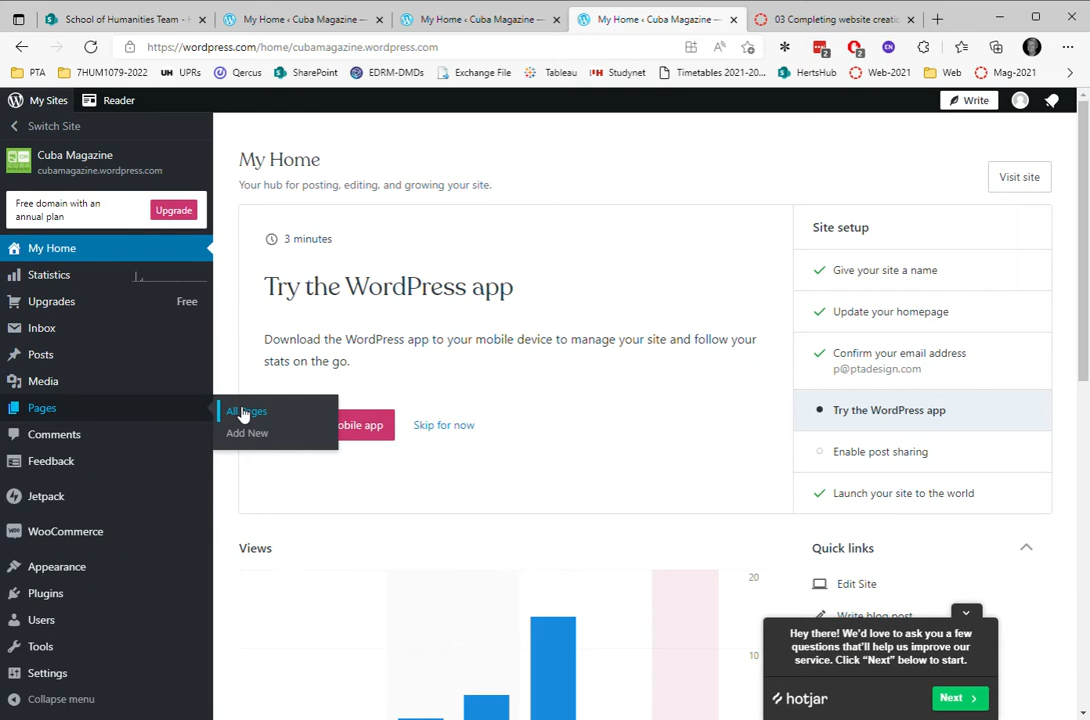 School of Humanities Team - H
My Home ‹ Cuba Magazine —
My Home ‹ Cuba Magazine —
My Home ‹ Cuba Magazine —
03 Completing website creatio
https://wordpress.com/home/cubamagazine.wordpress.com
2
2
EN
PTA
7HUM1079-2022
UH UPRs
Qercus
SharePoint
EDRM-DMDs
Exchange File
Tableau
Studynet
Timetables 2021-20...
HertsHub
Web-2021
Web
Mag-2021
My Sites
Reader
Write
Switch Site
Cuba Magazine
cubamagazine.wordpress.com
Free domain with an
annual plan
Upgrade
My Home
Statistics
Upgrades
Free
Inbox
Posts
Media
Pages
All Pages
Add New
Comments
Feedback
Jetpack
WooCommerce
Appearance
Plugins
Users
Tools
Settings
Collapse menu
My Home
Your hub for posting, editing, and growing your site.
Visit site
3 minutes
Try the WordPress app
Download the WordPress app to your mobile device to manage your site and follow your
stats on the go.
obile app
Skip for now
Site setup
Give your site a name
Update your homepage
Confirm your email address
p@ptadesign.com
Try the WordPress app
Enable post sharing
Launch your site to the world
Views
20
10
Quick links
Edit Site
Write blog post
Hey there! We'd love to ask you a few
questions that'll help us improve our
service. Click "Next" below to start.
hotjar
Next